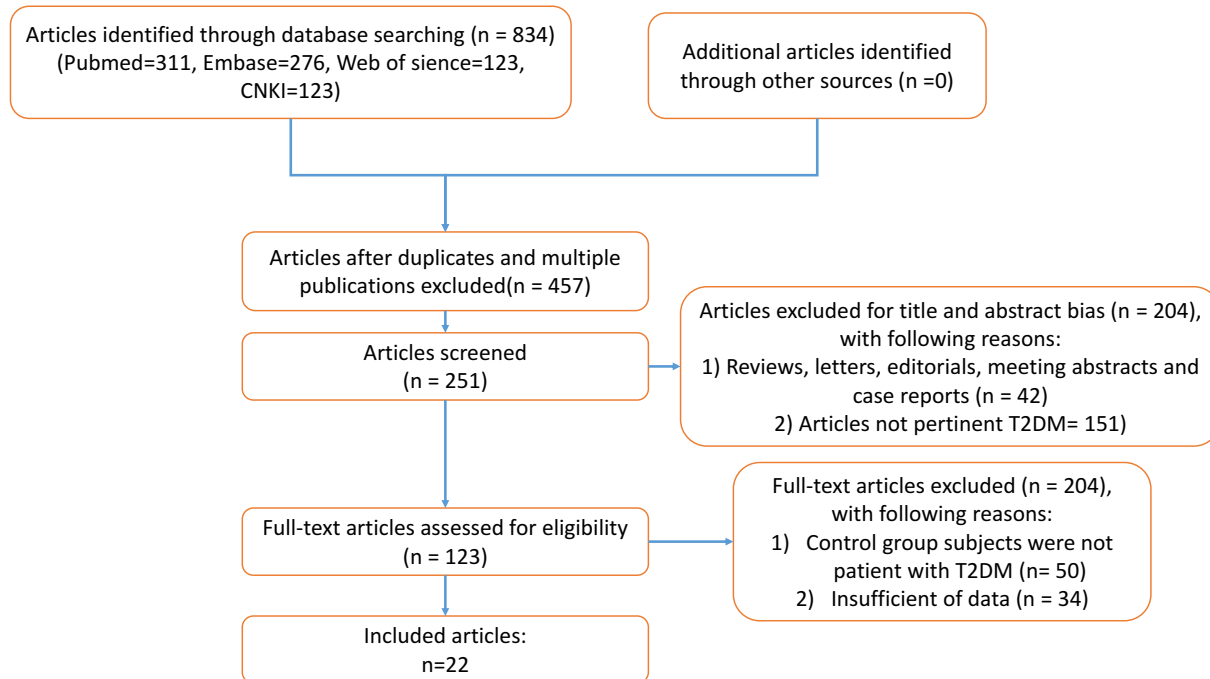 Articles identified through database searching (n = 834)
(Pubmed=311, Embase=276, Web of sience=123,
CNKI=123)
Additional articles identified
through other sources (n =0)
Articles after duplicates and multiple
publications excluded(n = 457)
Articles excluded for title and abstract bias (n = 204),
with following reasons:
1) Reviews, letters, editorials, meeting abstracts and
case reports (n = 42)
2) Articles not pertinent T2DM= 151)
Articles screened
(n = 251)
Full-text articles assessed for eligibility
(n = 123)
Full-text articles excluded (n = 204),
with following reasons:
1) Control group subjects were not
patient with T2DM (n= 50)
2) Insufficient of data (n = 34)
Included articles:
n=22